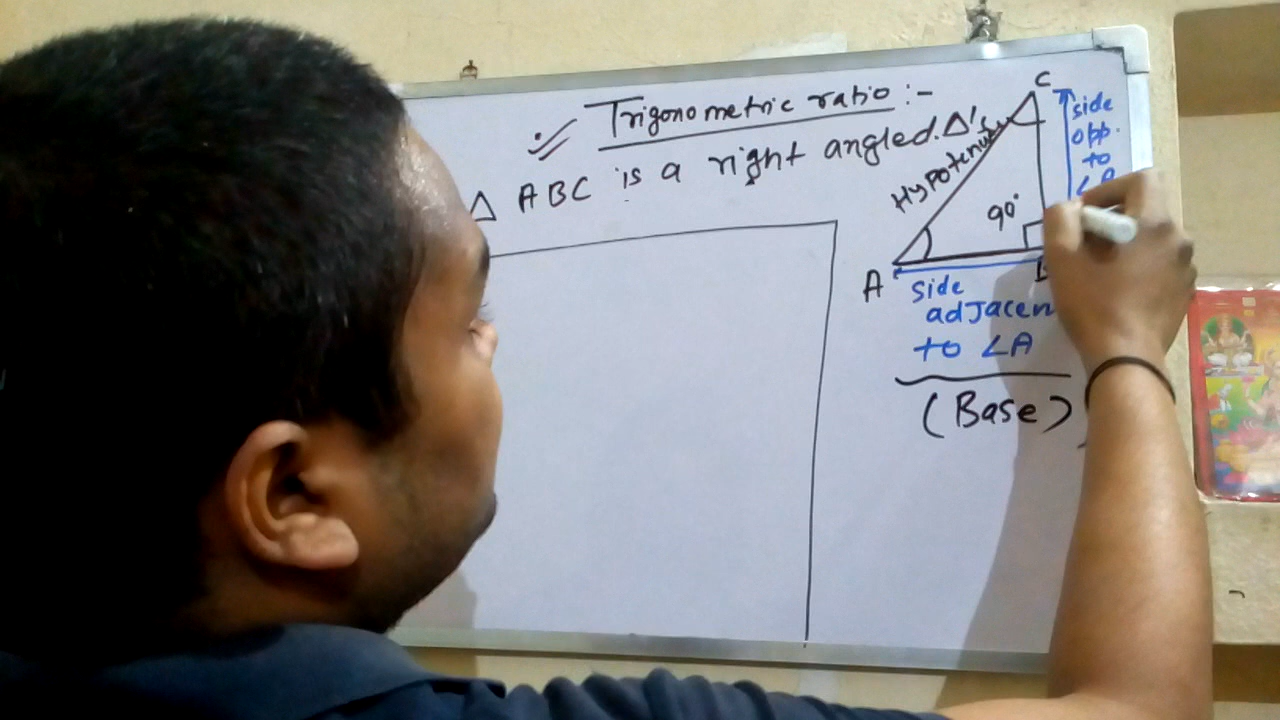 Trigonometric ratio :-
Δ ABC is a right angled Δ's
C
Hypotenuse
90°
A
side
opp.
to
∠A
side
adjacen
to ∠A
(Base)